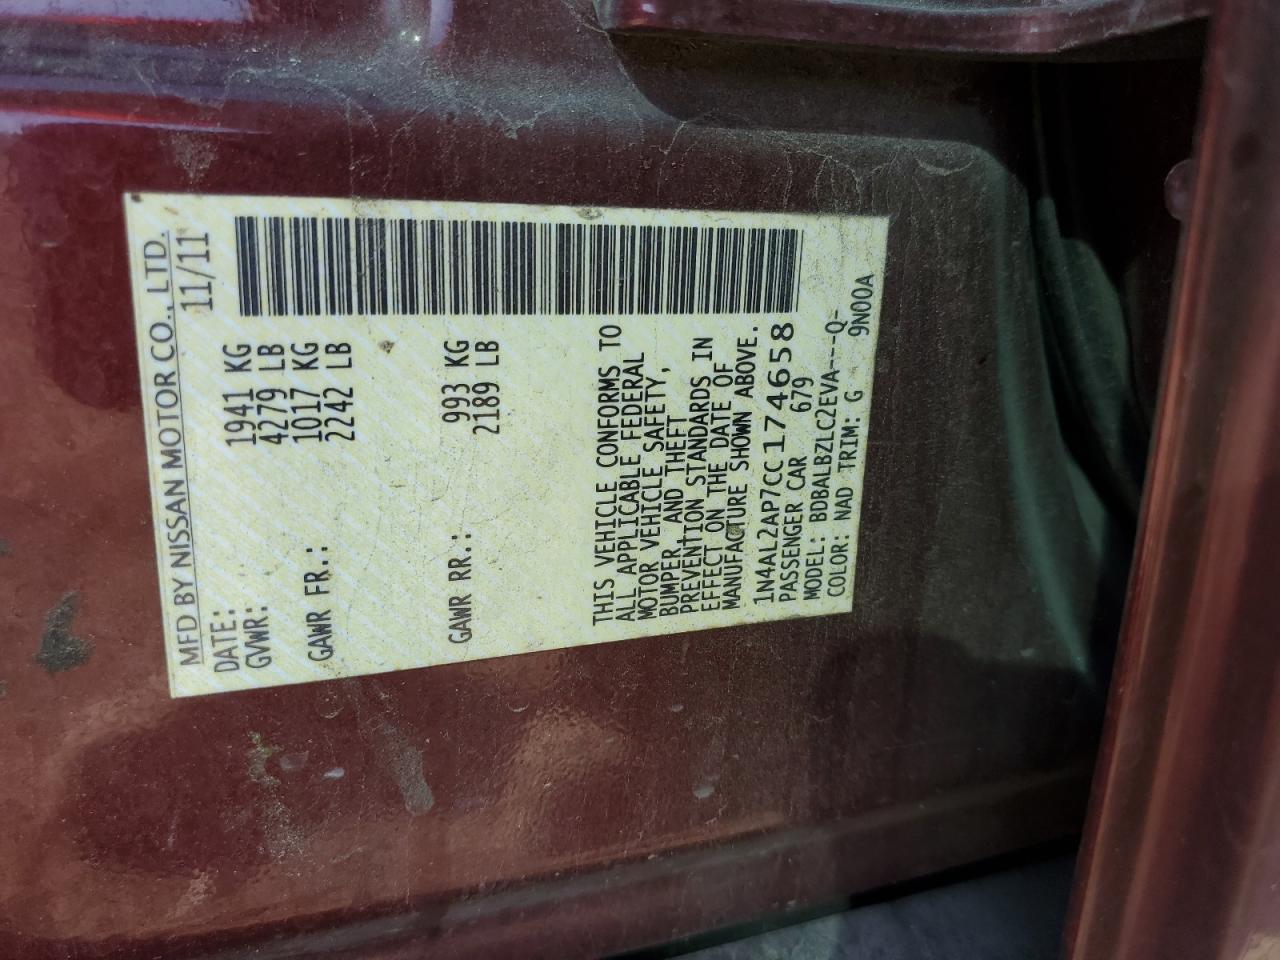 MFD BY NISSAN MOTOR CO.,LTD.
DATE: 11/11
GVWR: 1941 KG
4279 LB
GAWR FR.: 1017 KG
2242 LB
GAWR RR.: 993 KG
2189 LB
THIS VEHICLE CONFORMS TO
ALL APPLICABLE FEDERAL
MOTOR VEHICLE SAFETY,
BUMPER, AND THEFT
PREVENTION STANDARDS IN
EFFECT ON THE DATE OF
MANUFACTURE SHOWN ABOVE.
1N4AL2AP7CC174658
PASSENGER CAR 679
MODEL: BDBALBZLC2EVA---Q-
COLOR: NAD TRIM: G 9N00A